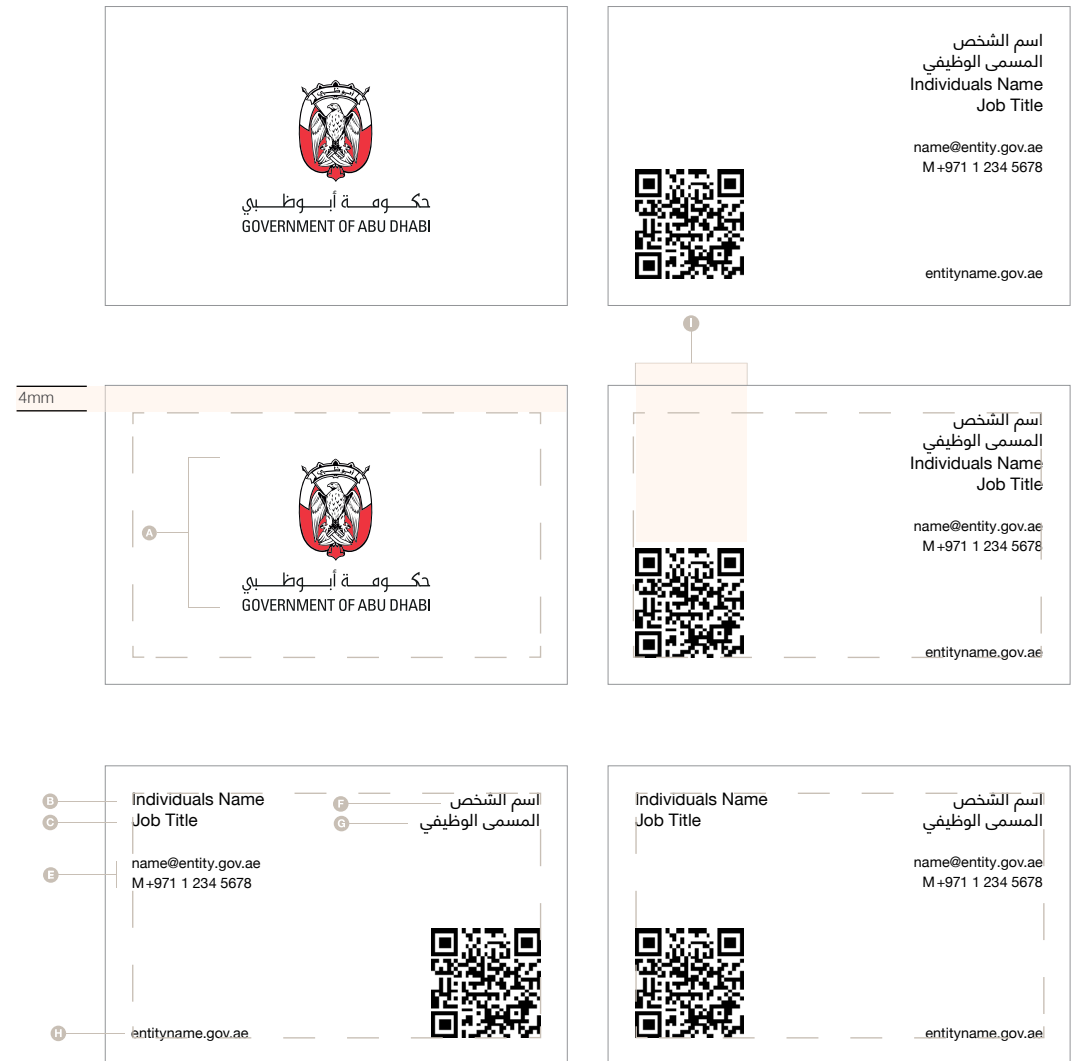 حكـــومـــة أبـــوظـــبي
GOVERNMENT OF ABU DHABI
اسم الشخص
المسمى الوظيفي
Individuals Name
Job Title
name@entity.gov.ae
M +971 1 234 5678
entityname.gov.ae
I
4mm
A
حكـــومـــة أبـــوظـــبي
GOVERNMENT OF ABU DHABI
اسم الشخص
المسمى الوظيفي
Individuals Name
Job Title
name@entity.gov.ae
M +971 1 234 5678
entityname.gov.ae
B Individuals Name
F اسم الشخص
C Job Title
G المسمى الوظيفي
E
name@entity.gov.ae
M +971 1 234 5678
H entityname.gov.ae
Individuals Name
اسم الشخص
Job Title
المسمى الوظيفي
name@entity.gov.ae
M +971 1 234 5678
entityname.gov.ae